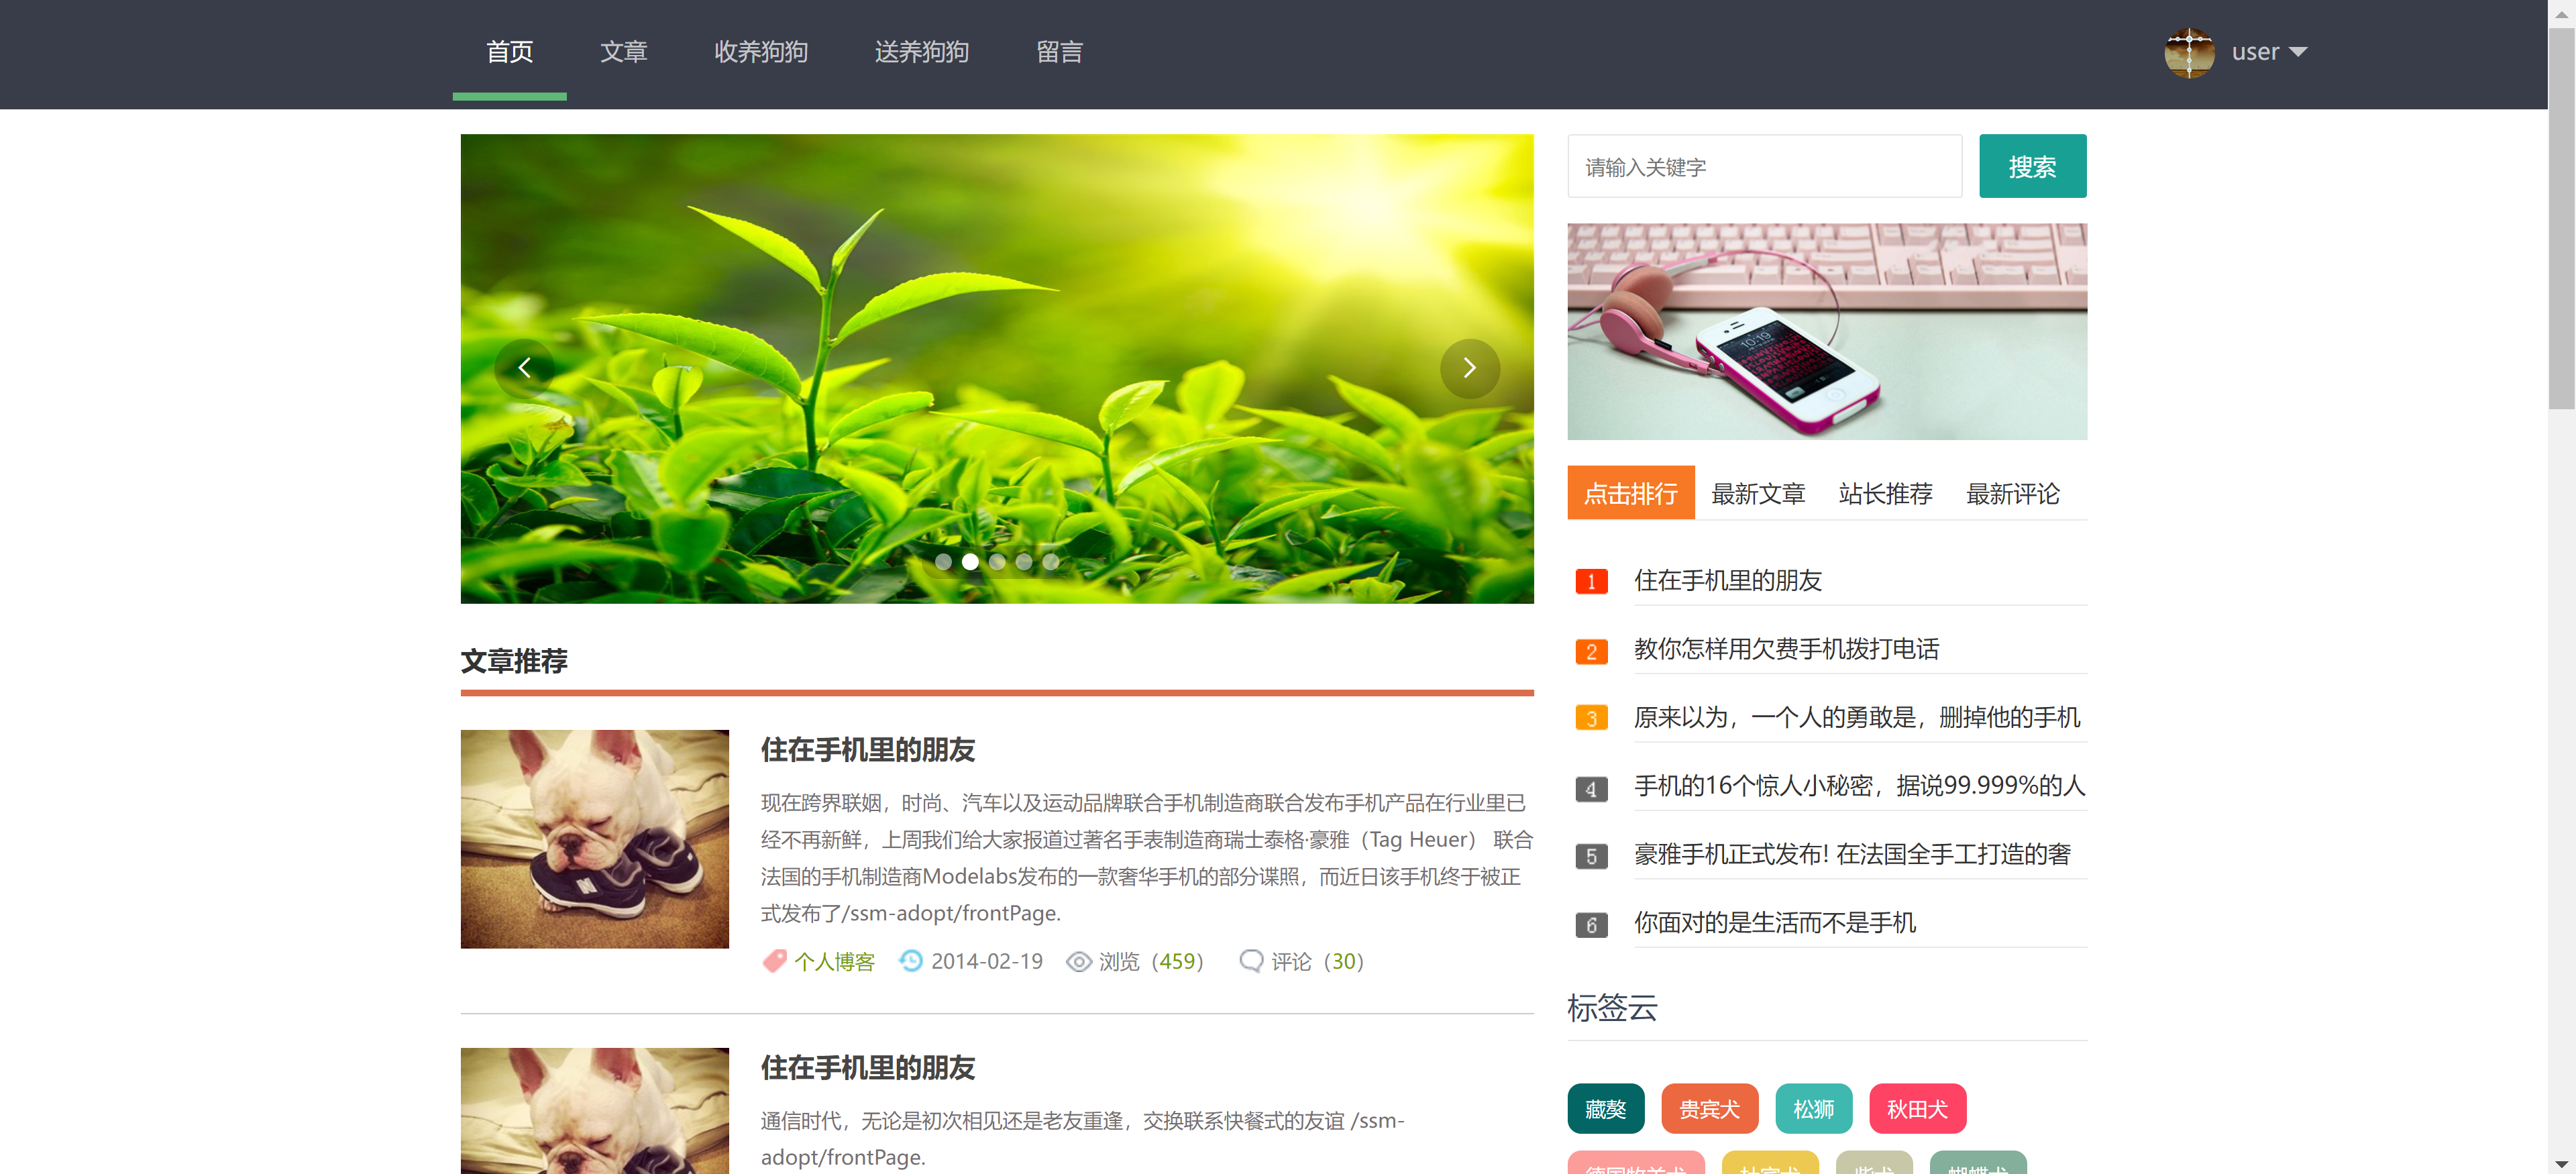 首页 文章 收养狗狗 送养狗狗 留言 user
请输入关键字 搜索
10:19
点击排行 最新文章 站长推荐 最新评论
1 住在手机里的朋友
2 教你怎样用欠费手机拨打电话
3 原来以为，一个人的勇敢是，删掉他的手机
4 手机的16个惊人小秘密，据说99.999%的人
5 豪雅手机正式发布! 在法国全手工打造的奢
6 你面对的是生活而不是手机
标签云
藏獒 贵宾犬 松狮 秋田犬
德国牧羊犬 杜宾犬 柴犬 蝴蝶犬
文章推荐
住在手机里的朋友
现在跨界联姻，时尚、汽车以及运动品牌联合手机制造商联合发布手机产品在行业里已
经不再新鲜，上周我们给大家报道过著名手表制造商瑞士泰格·豪雅（Tag Heuer） 联合
法国的手机制造商Modelabs发布的一款奢华手机的部分谍照，而近日该手机终于被正
式发布了/ssm-adopt/frontPage.
个人博客 2014-02-19 浏览（459） 评论（30）
住在手机里的朋友
通信时代，无论是初次相见还是老友重逢，交换联系快餐式的友谊 /ssm-
adopt/frontPage.